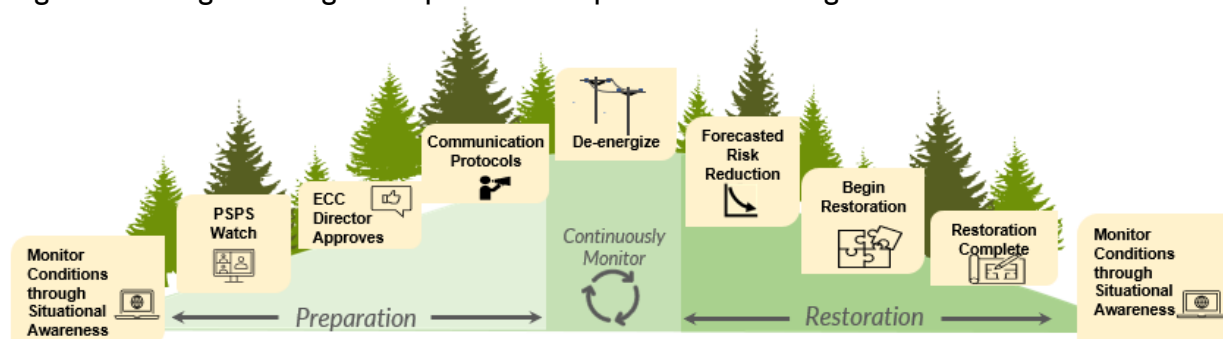 Monitor
Conditions
through
Situational
Awareness
PSPS
Watch
ECC
Director
Approves
Communication
Protocols
De-energize
Continuously
Monitor
Forecasted
Risk
Reduction
Begin
Restoration
Restoration
Complete
Monitor
Conditions
through
Situational
Awareness
Preparation
Restoration